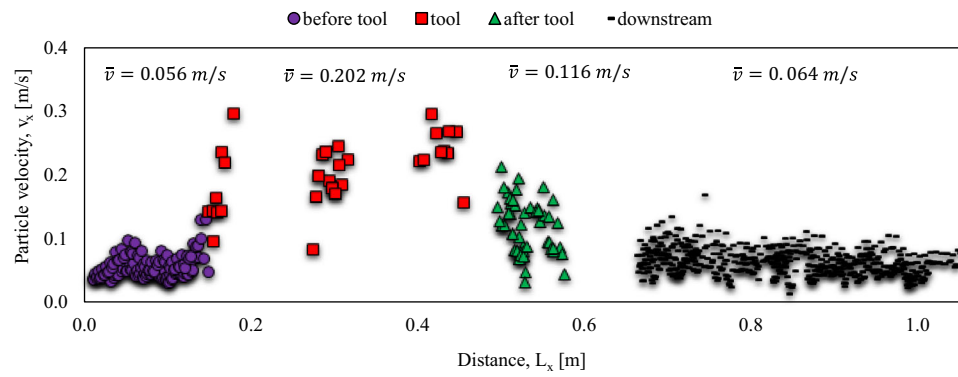 before tool tool after tool downstream
v̄ = 0.056 m/s v̄ = 0.202 m/s v̄ = 0.116 m/s v̄ = 0.064 m/s
Particle velocity, vₓ [m/s]
0.4
0.3
0.2
0.1
0.0
0.0 0.2 0.4 0.6 0.8 1.0
Distance, Lₓ [m]